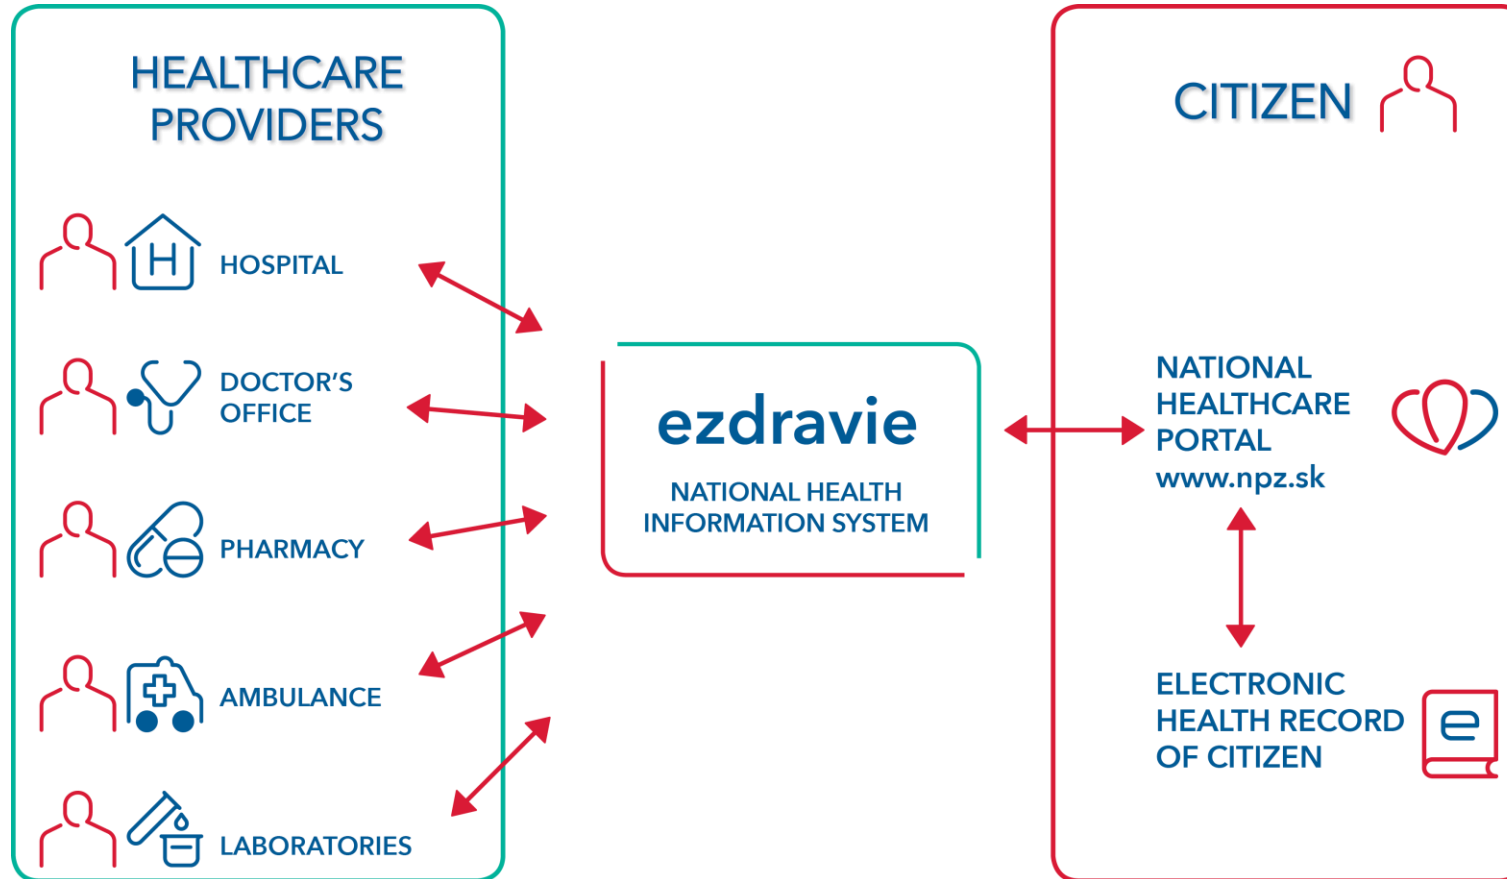 HEALTHCARE
PROVIDERS
H
HOSPITAL
DOCTOR'S
OFFICE
PHARMACY
AMBULANCE
LABORATORIES
ezdravie
NATIONAL HEALTH
INFORMATION SYSTEM
CITIZEN
NATIONAL
HEALTHCARE
PORTAL
www.npz.sk
ELECTRONIC
HEALTH RECORD
OF CITIZEN
e